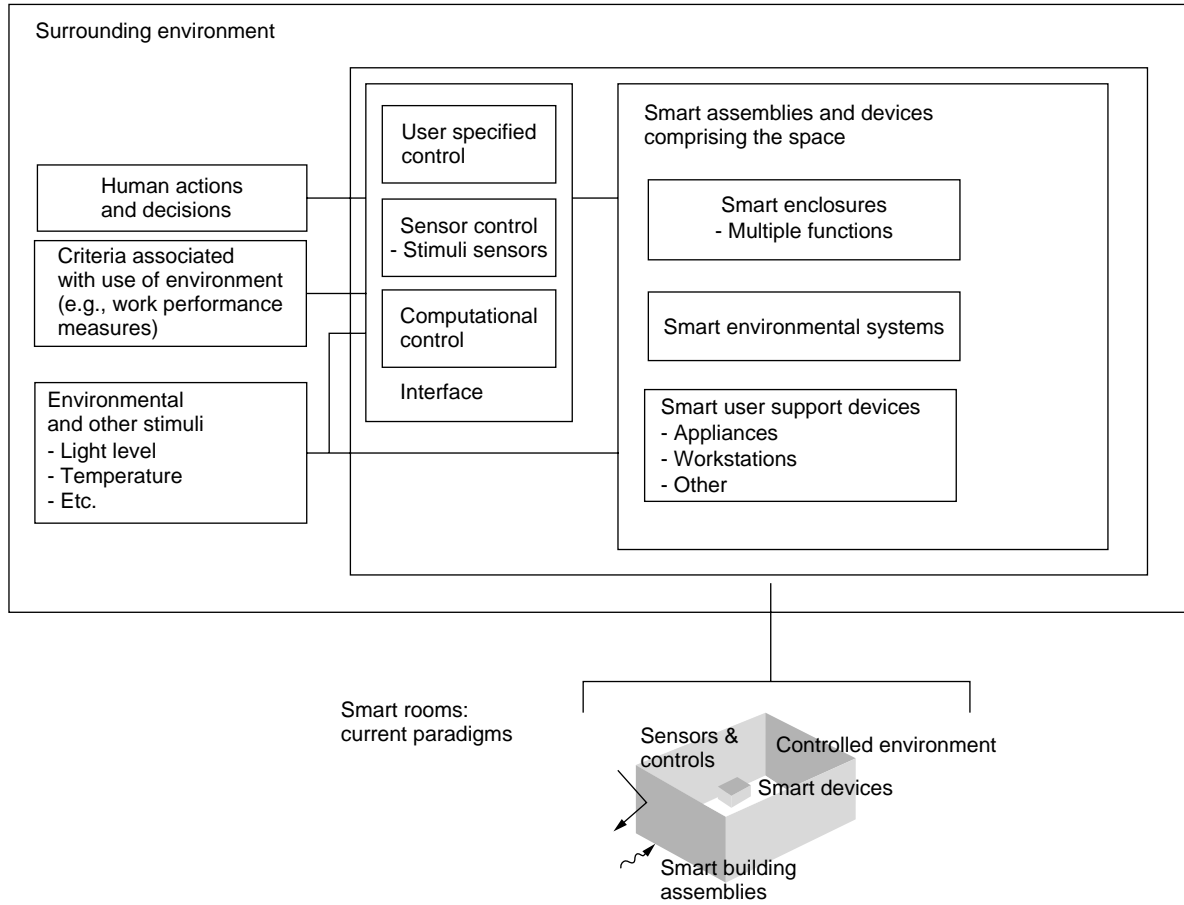 Surrounding environment
Human actions
and decisions
Criteria associated
with use of environment
(e.g., work performance
measures)
Environmental
and other stimuli
- Light level
- Temperature
- Etc.
User specified
control
Sensor control
- Stimuli sensors
Computational
control
Interface
Smart assemblies and devices
comprising the space
Smart enclosures
- Multiple functions
Smart environmental systems
Smart user support devices
- Appliances
- Workstations
- Other
Smart rooms:
current paradigms
Sensors &
controls
Controlled environment
Smart devices
Smart building
assemblies